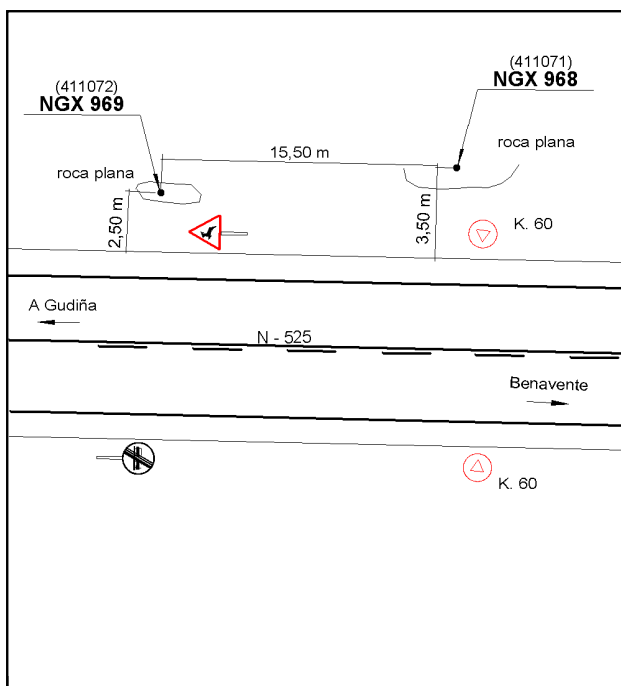 (411072)
NGX 969
(411071)
NGX 968
15,50 m
roca plana
roca plana
2,50 m
3,50 m
K. 60
A Gudiña
N - 525
Benavente
K. 60